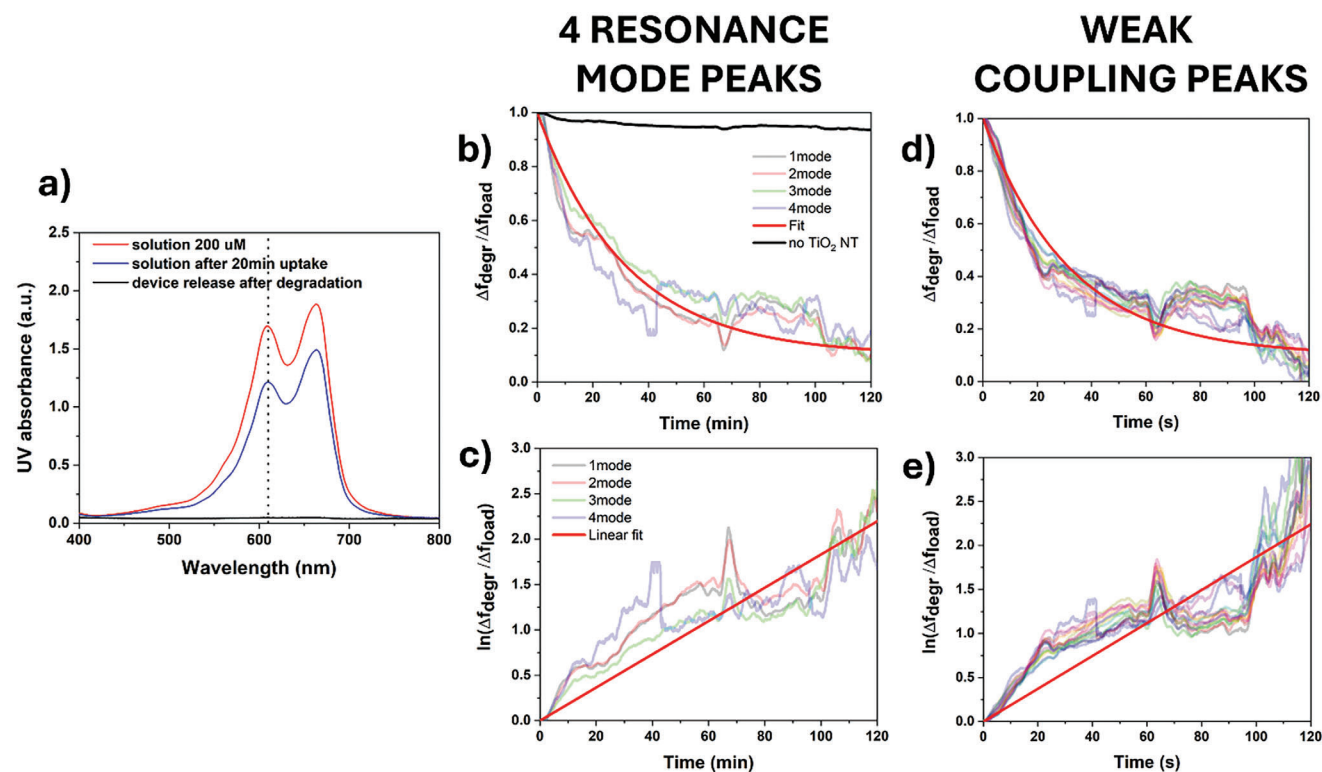 4 RESONANCE
MODE PEAKS
WEAK
COUPLING PEAKS
a)
UV absorbance (a.u.)
2.5
2.0
1.5
1.0
0.5
0.0
solution 200 uM
solution after 20min uptake
device release after degradation
400
500
600
700
800
Wavelength (nm)
b)
Δfdegr /Δfload
1.0
0.8
0.6
0.4
0.2
0.0
1mode
2mode
3mode
4mode
Fit
no TiO2 NT
0
20
40
60
80
100
120
Time (min)
d)
Δfdegr /Δfload
1.0
0.8
0.6
0.4
0.2
0.0
0
20
40
60
80
100
120
Time (s)
c)
ln(Δfdegr /Δfload)
3.0
2.5
2.0
1.5
1.0
0.5
0.0
1mode
2mode
3mode
4mode
Linear fit
0
20
40
60
80
100
120
Time (min)
e)
ln(Δfdegr /Δfload)
3.0
2.5
2.0
1.5
1.0
0.5
0.0
0
20
40
60
80
100
120
Time (s)